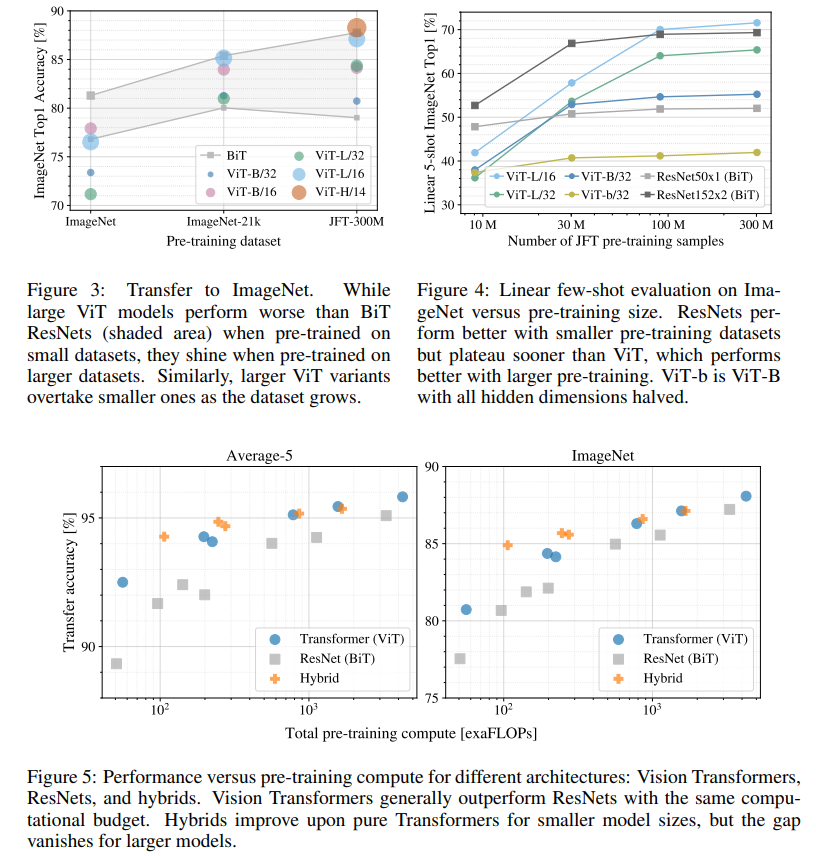 90
85
80
75
70
ImageNet Top1 Accuracy [%]
BiT
ViT-B/32
ViT-B/16
ViT-L/32
ViT-L/16
ViT-H/14
ImageNet
ImageNet-21k
JFT-300M
Pre-training dataset
70
60
50
40
30
Linear 5-shot ImageNet Top1 [%]
ViT-L/16
ViT-B/32
ResNet50x1 (BiT)
ViT-L/32
ViT-b/32
ResNet152x2 (BiT)
10 M
30 M
100 M
300 M
Number of JFT pre-training samples
Figure 3: Transfer to ImageNet. While
large ViT models perform worse than BiT
ResNets (shaded area) when pre-trained on
small datasets, they shine when pre-trained on
larger datasets. Similarly, larger ViT variants
overtake smaller ones as the dataset grows.
Figure 4: Linear few-shot evaluation on Ima-
geNet versus pre-training size. ResNets per-
form better with smaller pre-training datasets
but plateau sooner than ViT, which performs
better with larger pre-training. ViT-b is ViT-B
with all hidden dimensions halved.
Average-5
95
90
Transfer accuracy [%]
Transformer (ViT)
ResNet (BiT)
Hybrid
10²
10³
ImageNet
90
85
80
75
Transformer (ViT)
ResNet (BiT)
Hybrid
10²
10³
Total pre-training compute [exaFLOPs]
Figure 5: Performance versus pre-training compute for different architectures: Vision Transformers,
ResNets, and hybrids. Vision Transformers generally outperform ResNets with the same compu-
tational budget. Hybrids improve upon pure Transformers for smaller model sizes, but the gap
vanishes for larger models.